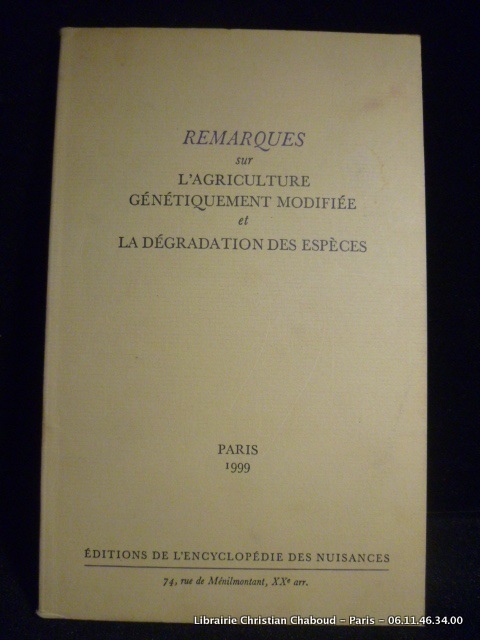 REMARQUES
sur
L'AGRICULTURE
GÉNÉTIQUEMENT MODIFIÉE
et
LA DÉGRADATION DES ESPÈCES
PARIS
1999
ÉDITIONS DE L'ENCYCLOPÉDIE DES NUISANCES
74, rue de Ménilmontant, XXe arr.
Librairie Christian Chaboud - Paris - 06.11.46.34.00